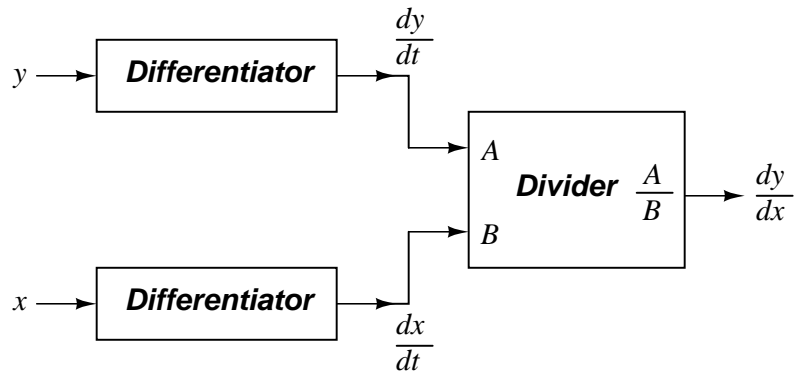 dy
dt
y
Differentiator
A
Divider
A
B
dy
dx
B
x
Differentiator
dx
dt